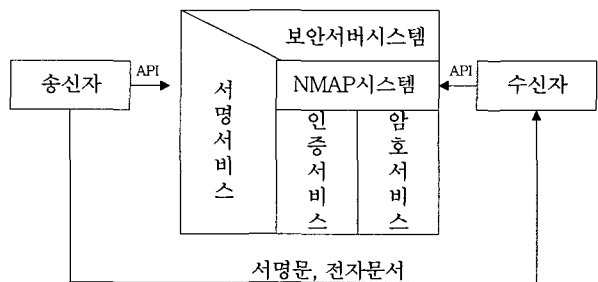 보안서버시스템
송신자
API
서명서비스
NMAP시스템
API
수신자
인증서비스
암호서비스
서명문, 전자문서